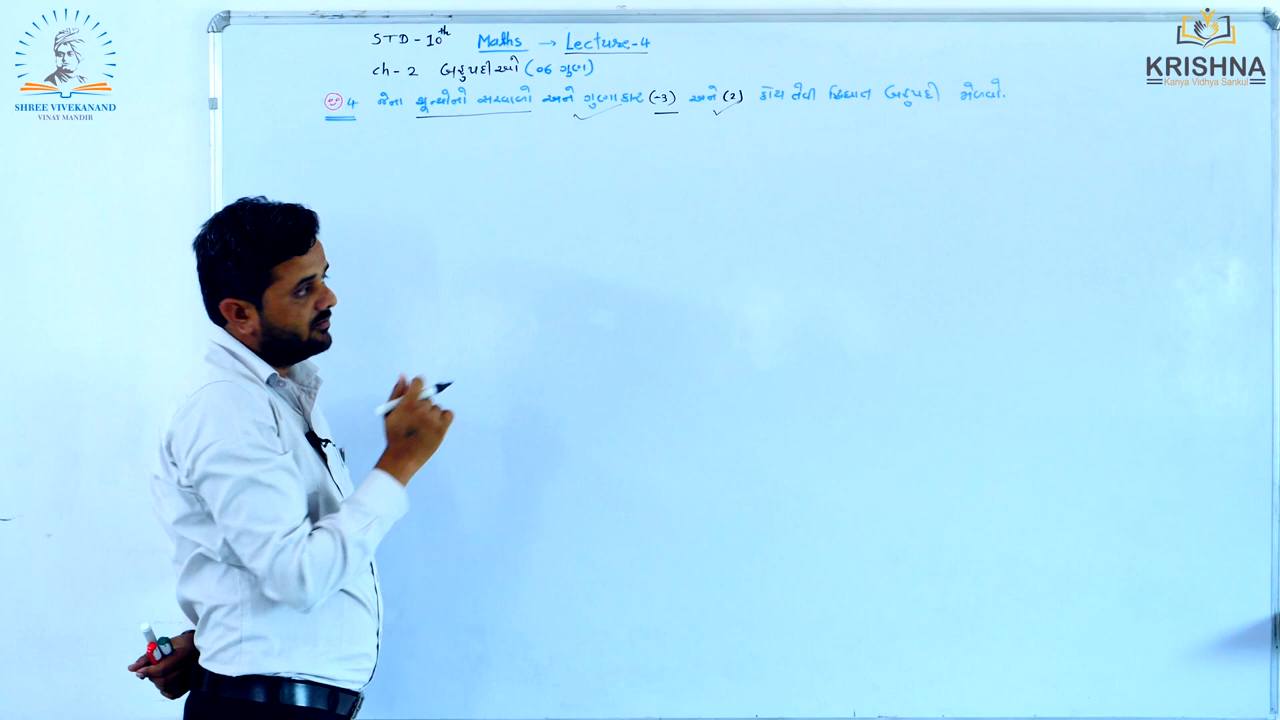 STD - 10th Maths → Lecture-4
ch - 2 બહુપદીઓ (06 ગુણ)
4 જેના શૂન્યોનો સરવાળો અને ગુણાકાર (-3) અને (2) હોય તેવી દ્વિઘાત બહુપદી મેળવો.
SHREE VIVEKANAND
VINAY MANDIR
KRISHNA
Kanya Vidhya Sankul